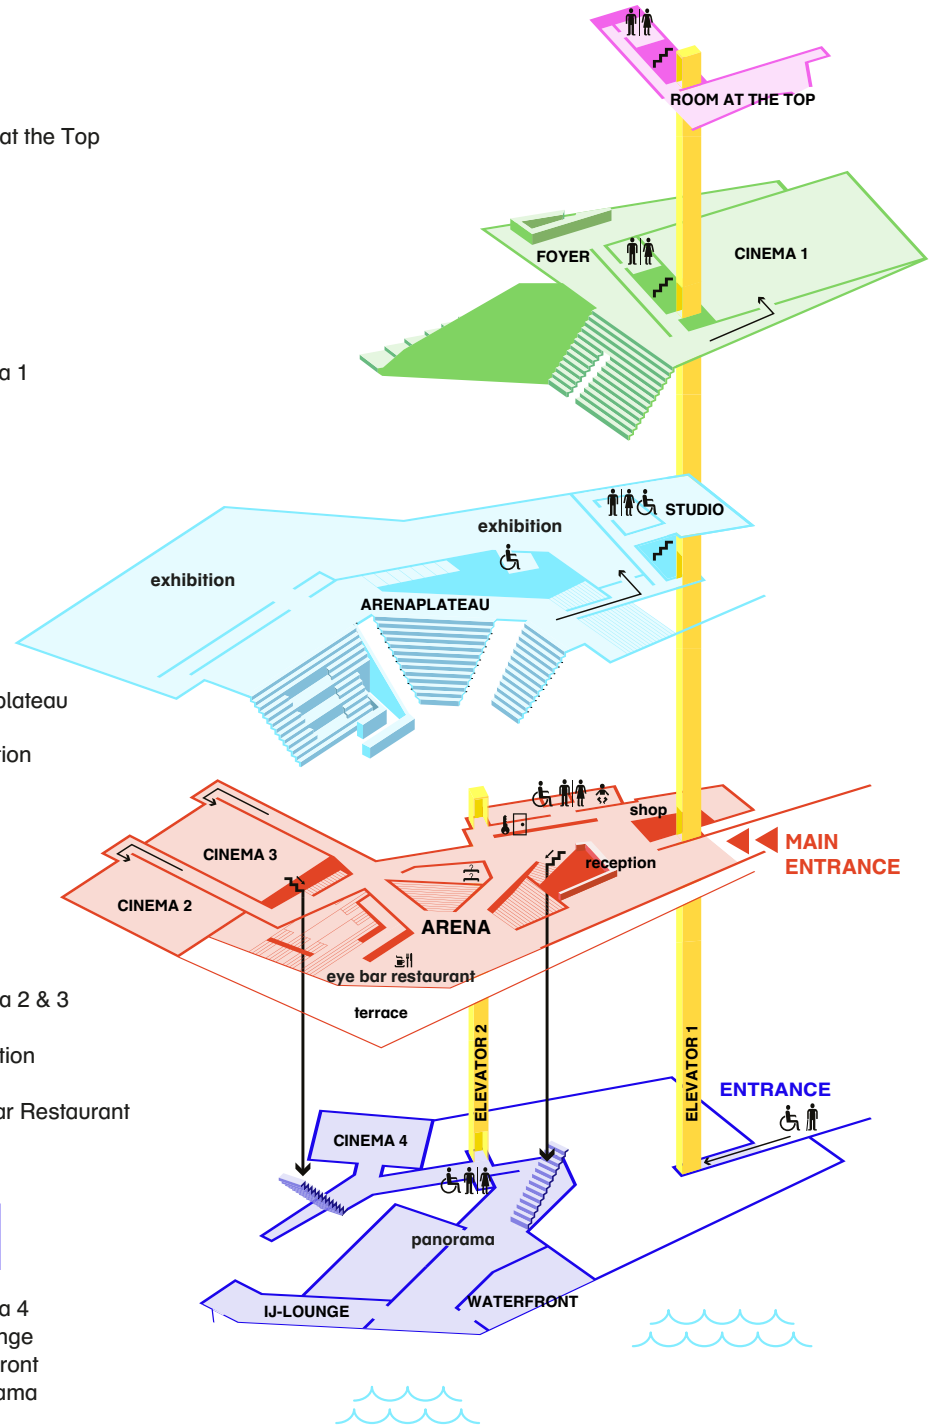 at the Top
ROOM AT THE TOP
FOYER
CINEMA 1
a 1
STUDIO
exhibition
exhibition
ARENAPLATEAU
plateau
tion
shop
CINEMA 3
reception
MAIN
ENTRANCE
CINEMA 2
ARENA
eye bar restaurant
terrace
a 2 & 3
tion
ar Restaurant
ELEVATOR 2
ELEVATOR 1
ENTRANCE
CINEMA 4
panorama
IJ-LOUNGE
WATERFRONT
a 4
nge
ront
ama